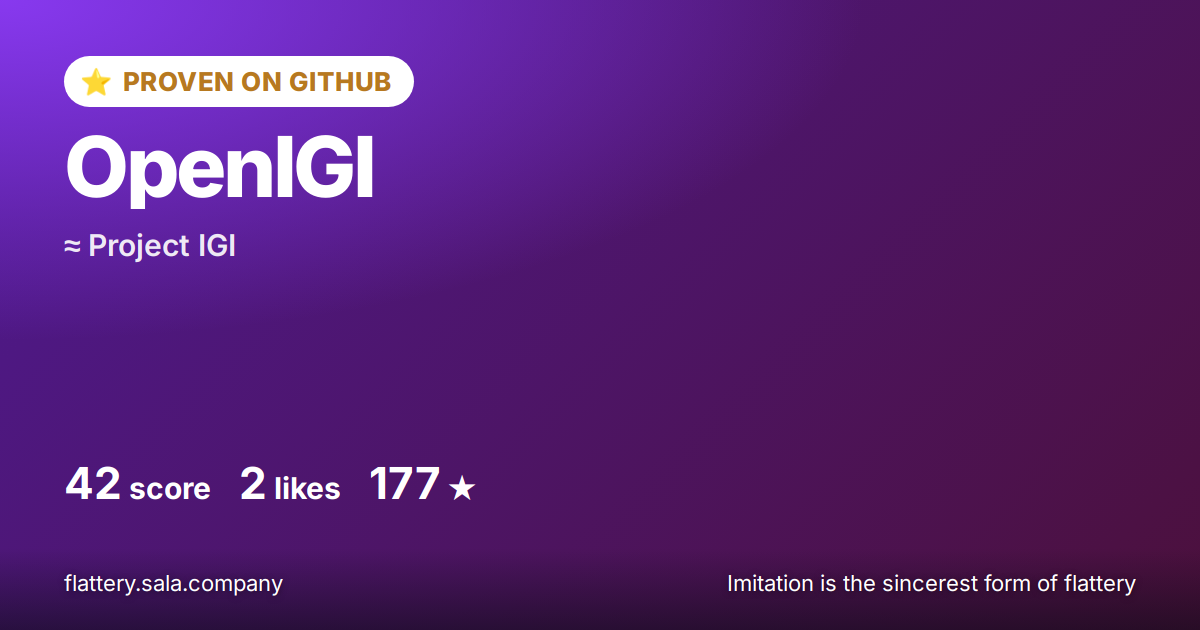 ⭐ PROVEN ON GITHUB
OpenIGI
≈ Project IGI
42 score 2 likes 177 ★
flattery.sala.company
Imitation is the sincerest form of flattery